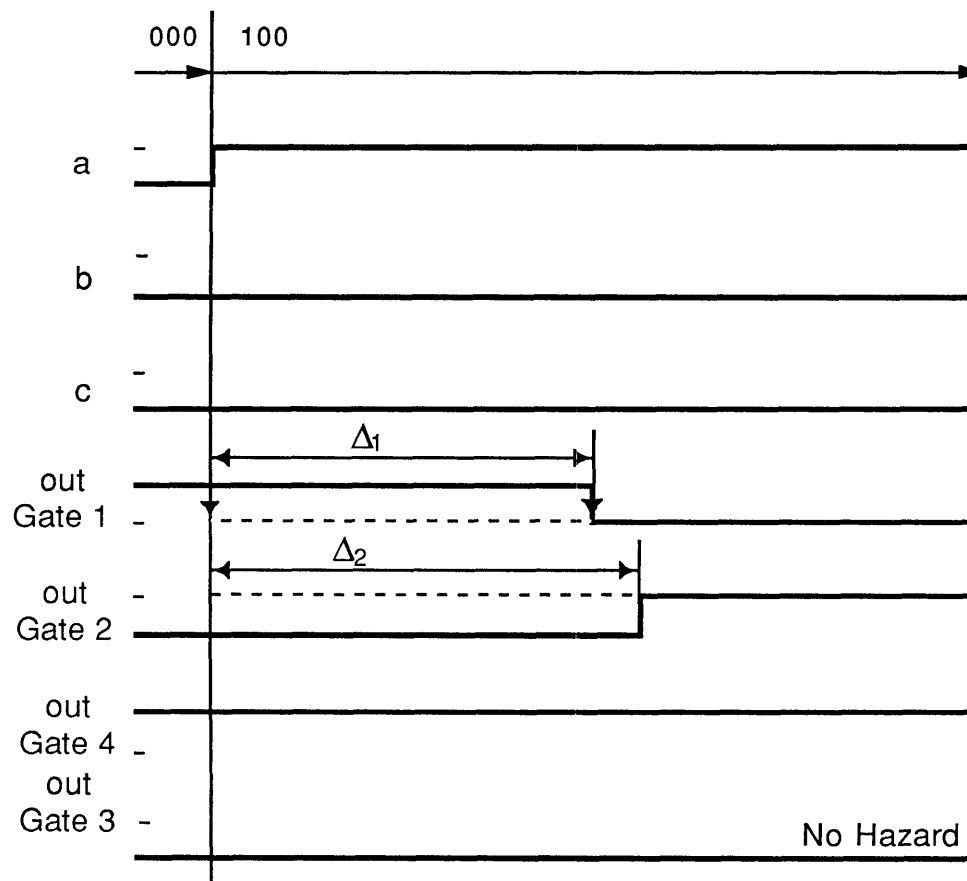 000 100
a
b
c
Δ1
out
Gate 1
Δ2
out
Gate 2
out
Gate 4
out
Gate 3
No Hazard